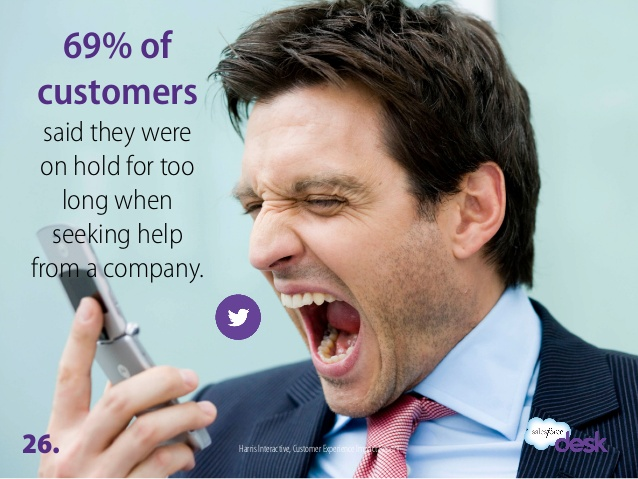 69% of
customers
said they were
on hold for too
long when
seeking help
from a company.
26.
Harris Interactive, Customer Experience
salesforce
desk